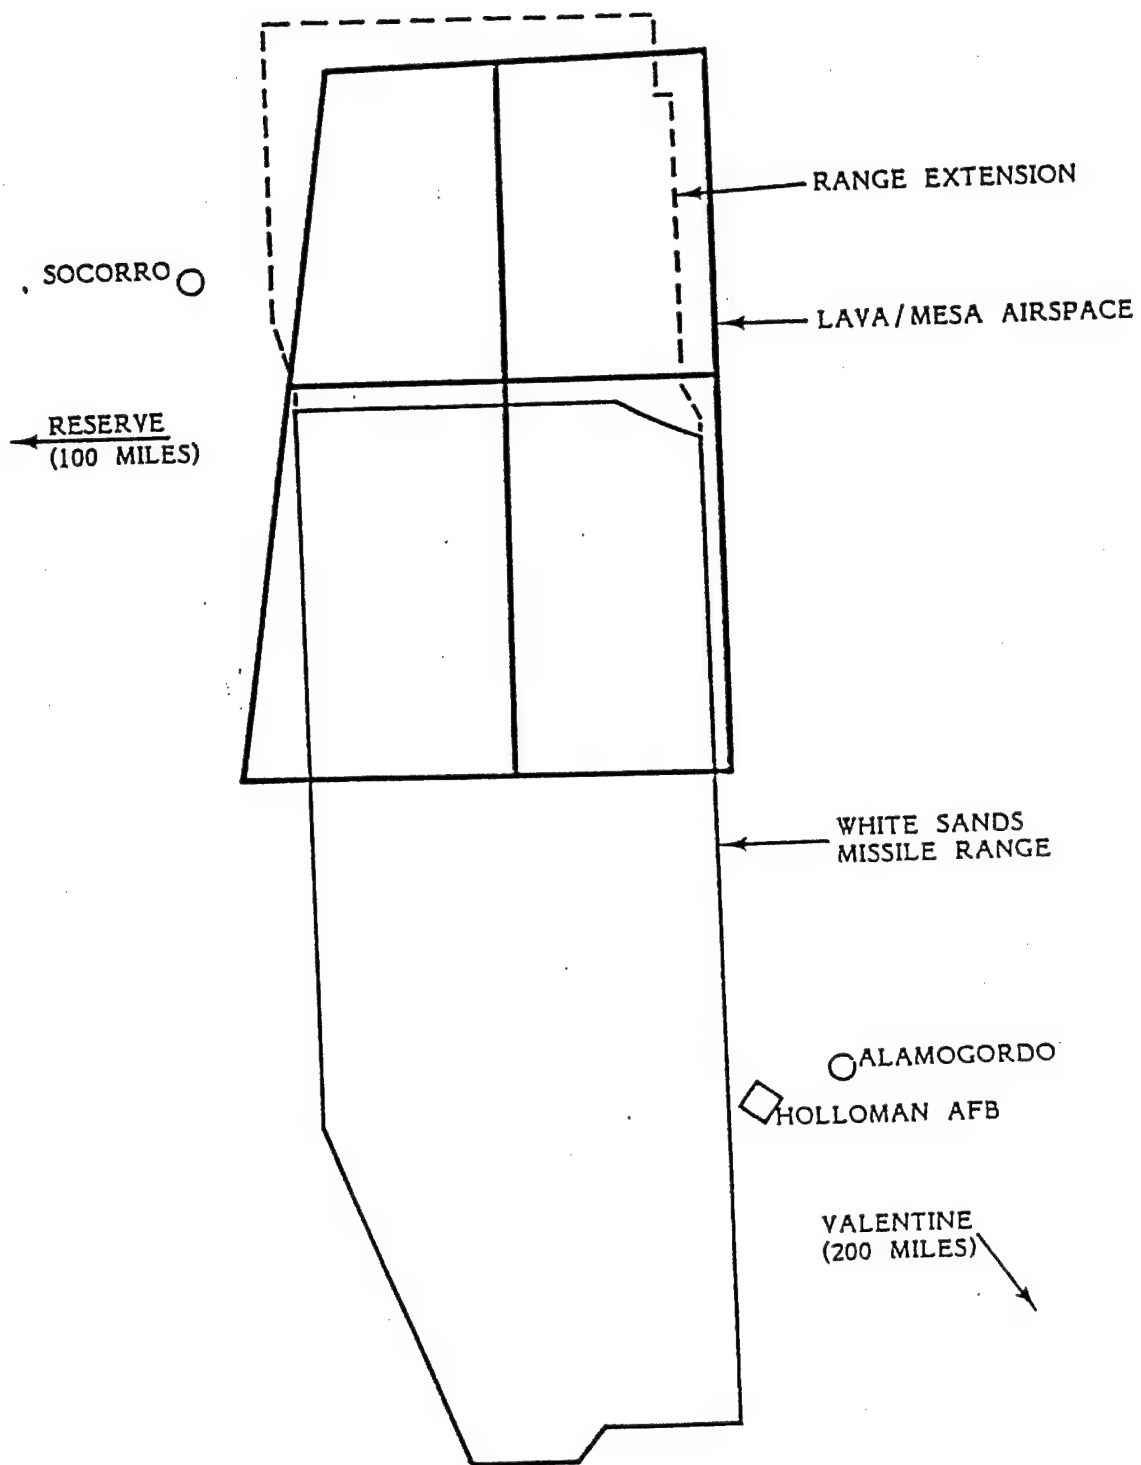 RANGE EXTENSION
SOCORRO
LAVA/MESA AIRSPACE
RESERVE
(100 MILES)
WHITE SANDS
MISSILE RANGE
ALAMOGORDO
HOLLOMAN AFB
VALENTINE
(200 MILES)